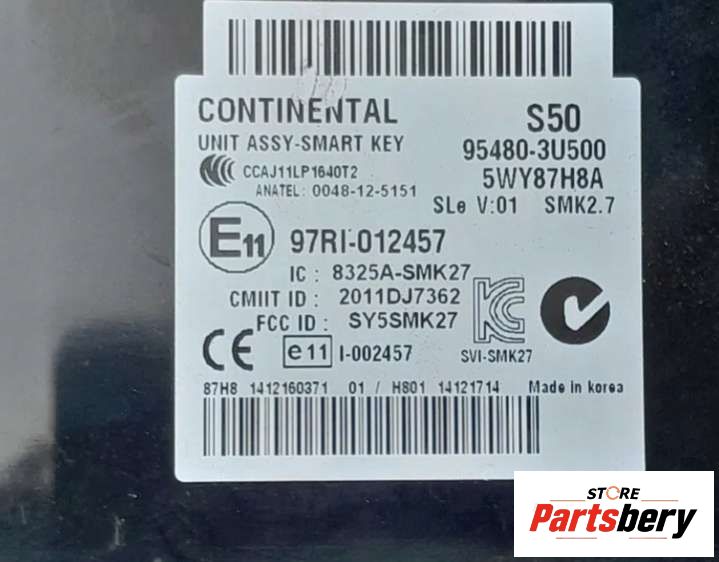 CONTINENTAL S50
UNIT ASSY-SMART KEY 95480-3U500
CCAJ11LP1640T2 5WY87H8A
ANATEL: 0048-12-5151 SLe V:01 SMK2.7
E11 97RI-012457
IC : 8325A-SMK27
CMIIT ID : 2011DJ7362
FCC ID : SY5SMK27
CE e11 I-002457 SVI-SMK27
87H8 1412160371 01 / HS01 14121714 Made in korea
STORE
Partsbery